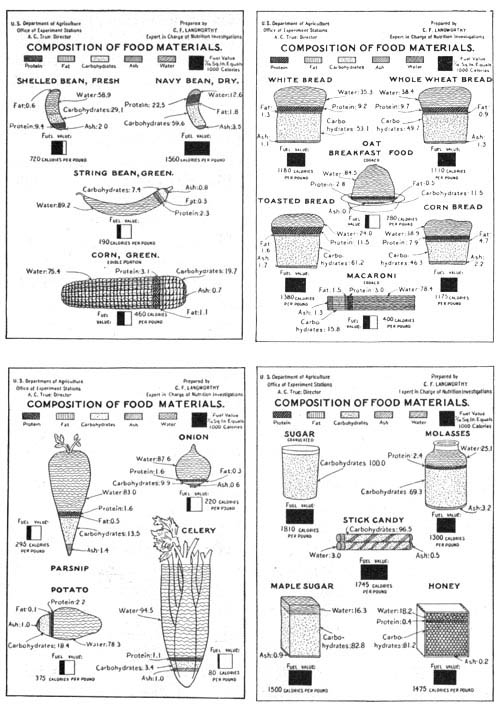 U. S. Department of Agriculture
Office of Experiment Stations
A. C. True: Director
Prepared by
C. F. LANGWORTHY
Expert in Charge of Nutrition Investigations
COMPOSITION OF FOOD MATERIALS.
Protein Fat Carbohydrates Ash Water
Fuel Value
1/4 Sq. In. Equals
1000 Calories
SHELLED BEAN, FRESH
Water:58.9
Fat:0.6
Carbohydrates:29.1
Protein:9.4
Ash:2.0
FUEL VALUE:
720 CALORIES PER POUND
NAVY BEAN, DRY.
Water:12.6
Protein:22.5
Fat:1.8
Carbohydrates:59.6
Ash:3.5
FUEL VALUE:
1560 CALORIES PER POUND
STRING BEAN, GREEN.
Carbohydrates:7.4
Ash:0.8
Water:89.2
Fat:0.3
Protein:2.3
FUEL VALUE:
190 CALORIES PER POUND
CORN, GREEN.
EDIBLE PORTION
Water:75.4
Protein:3.1
Carbohydrates:19.7
Ash:0.7
Fat:1.1
FUEL VALUE:
460 CALORIES PER POUND
U. S. Department of Agriculture
Office of Experiment Stations
A. C. True: Director
Prepared by
C. F. LANGWORTHY
Expert in Charge of Nutrition Investigations
COMPOSITION OF FOOD MATERIALS.
Protein Fat Carbohydrates Ash Water
Fuel Value
1/4 Sq. In. Equals
1000 Calories
WHITE BREAD
Water:35.3
Fat:1.3
Protein:9.2
Carbohydrates:53.1
Ash:1.1
FUEL VALUE:
1180 CALORIES PER POUND
WHOLE WHEAT BREAD
Water:38.4
Protein:9.7
Fat:0.9
Carbohydrates:49.7
Ash:1.3
FUEL VALUE:
1110 CALORIES PER POUND
OAT
BREAKFAST FOOD
COOKED
Water:84.5
Protein:2.8
Fat:0.5
Carbohydrates:11.5
Ash:0.7
FUEL VALUE:
280 CALORIES PER POUND
TOASTED BREAD
Water:24.0
Fat:1.6
Protein:11.5
Ash:1.7
Carbohydrates:61.2
FUEL VALUE:
1380 CALORIES PER POUND
CORN BREAD
Water:38.9
Protein:7.9
Fat:4.7
Carbohydrates:46.3
Ash:2.2
FUEL VALUE:
1175 CALORIES PER POUND
MACARONI
COOKED
Fat:1.5
Protein:3.0
Water:78.4
Ash:1.3
Carbohydrates:15.8
FUEL VALUE:
400 CALORIES PER POUND
U. S. Department of Agriculture
Office of Experiment Stations
A. C. True: Director
Prepared by
C. F. LANGWORTHY
Expert in Charge of Nutrition Investigations
COMPOSITION OF FOOD MATERIALS.
Protein Fat Carbohydrates Ash Water
Fuel Value
1/4 Sq. In. Equals
1000 Calories
PARSNIP
Water:83.0
Protein:1.6
Fat:0.5
Carbohydrates:13.5
Ash:1.4
FUEL VALUE:
295 CALORIES PER POUND
ONION
Water:87.6
Protein:1.6
Fat:0.3
Carbohydrates:9.9
Ash:0.6
FUEL VALUE:
220 CALORIES PER POUND
POTATO
Protein:2.2
Fat:0.1
Ash:1.0
Carbohydrates:18.4
Water:78.3
FUEL VALUE:
375 CALORIES PER POUND
CELERY
Water:94.5
Protein:1.1
Carbohydrates:3.4
Ash:1.0
FUEL VALUE:
80 CALORIES PER POUND
U. S. Department of Agriculture
Office of Experiment Stations
A. C. True: Director
Prepared by
C. F. LANGWORTHY
Expert in Charge of Nutrition Investigations
COMPOSITION OF FOOD MATERIALS.
Protein Fat Carbohydrates Ash Water
Fuel Value
1/4 Sq. In. Equals
1000 Calories
SUGAR
GRANULATED
Carbohydrates:100.0
FUEL VALUE:
1810 CALORIES PER POUND
MOLASSES
Water:25.1
Protein:2.4
Carbohydrates:69.3
Ash:3.2
FUEL VALUE:
1300 CALORIES PER POUND
STICK CANDY
Carbohydrates:96.5
Water:3.0
Ash:0.5
FUEL VALUE:
1745 CALORIES PER POUND
MAPLE SUGAR
Water:16.3
Carbohydrates:82.8
Ash:0.9
FUEL VALUE:
1500 CALORIES PER POUND
HONEY
Water:18.2
Protein:0.4
Carbohydrates:81.2
Ash:0.2
FUEL VALUE:
1475 CALORIES PER POUND